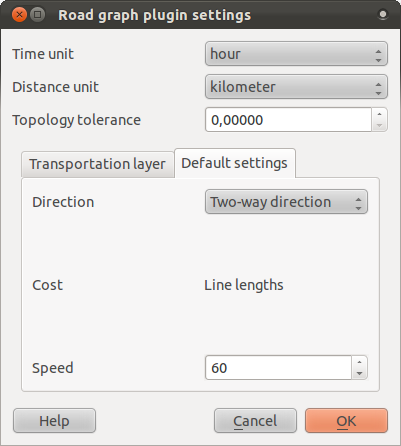 Road graph plugin settings
Time unit hour
Distance unit kilometer
Topology tolerance 0,00000
Transportation layer Default settings
Direction Two-way direction
Cost Line lengths
Speed 60
Help Cancel OK